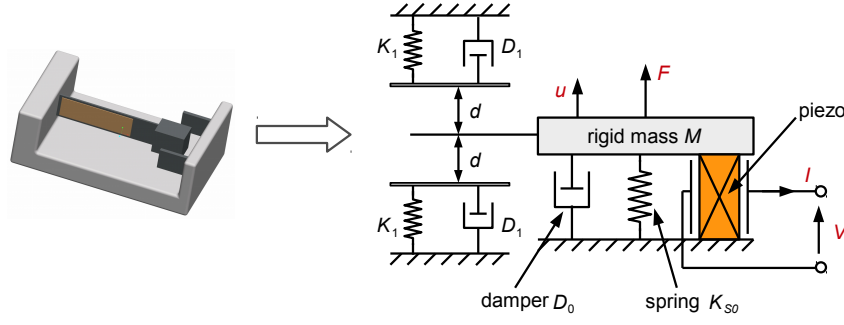 K1
D1
d
d
K1
D1
u
F
rigid mass M
piezo
I
V
damper D0
spring KS0